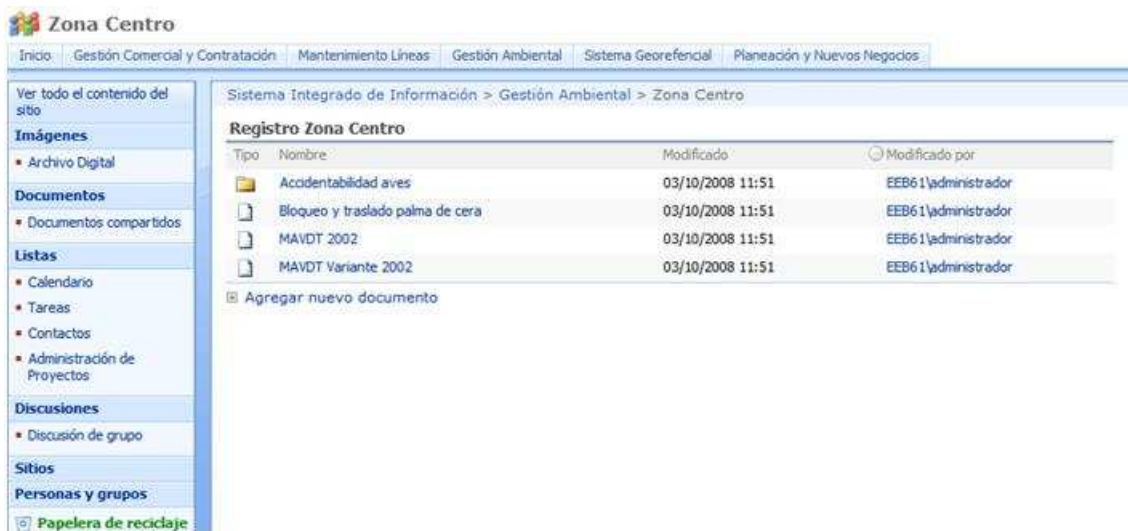 Zona Centro
Inicio Gestión Comercial y Contratación Mantenimiento Líneas Gestión Ambiental Sistema Georefencial Planeación y Nuevos Negocios
Ver todo el contenido del
sitio
Imágenes
Archivo Digital
Documentos
Documentos compartidos
Listas
Calendario
Tareas
Contactos
Administración de
Proyectos
Discusiones
Discusión de grupo
Sitios
Personas y grupos
Papelera de reciclaje
Sistema Integrado de Información > Gestión Ambiental > Zona Centro
Registro Zona Centro
Tipo Nombre Modificado Modificado por
Accidentabilidad aves 03/10/2008 11:51 EEB61\administrador
Bloqueo y traslado palma de cera 03/10/2008 11:51 EEB61\administrador
MAVDT 2002 03/10/2008 11:51 EEB61\administrador
MAVDT Variante 2002 03/10/2008 11:51 EEB61\administrador
Agregar nuevo documento